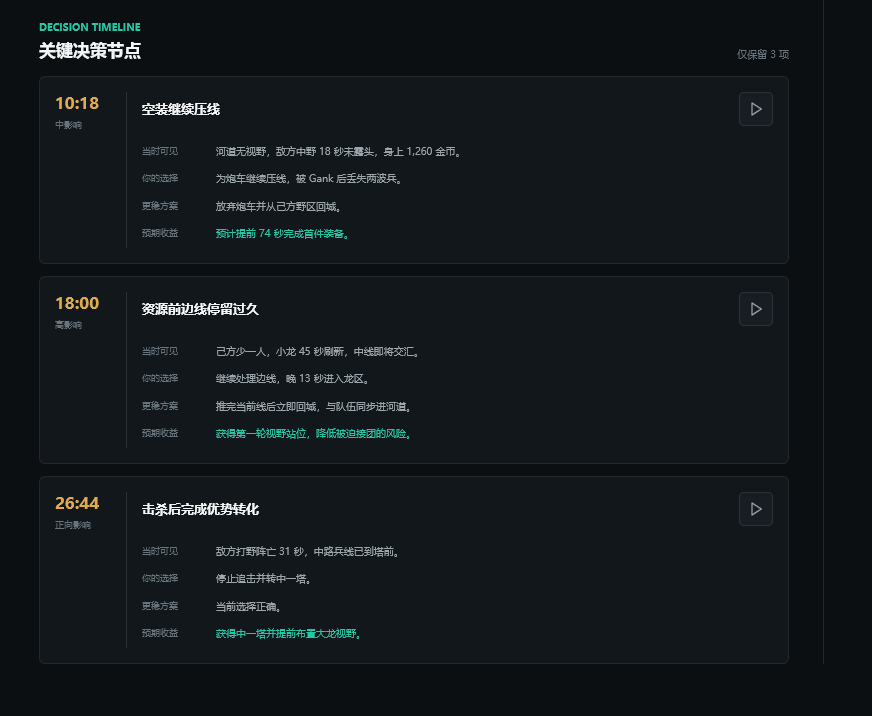 DECISION TIMELINE
关键决策节点
仅保留 3 项
10:18
中影响
空装继续压线
当时可见 河道无视野，敌方中野 18 秒未露头，身上 1,260 金币。
你的选择 为炮车继续压线，被 Gank 后丢失两波兵。
更稳方案 放弃炮车并从己方野区回城。
预期收益 预计提前 74 秒完成首件装备。
18:00
高影响
资源前边线停留过久
当时可见 己方少一人，小龙 45 秒刷新，中线即将交汇。
你的选择 继续处理边线，晚 13 秒进入龙区。
更稳方案 推完当前线后立即回城，与队伍同步进河道。
预期收益 获得第一轮视野站位，降低被迫接团的风险。
26:44
正向影响
击杀后完成优势转化
当时可见 敌方打野阵亡 31 秒，中路兵线已到塔前。
你的选择 停止追击并转中一塔。
更稳方案 当前选择正确。
预期收益 获得中一塔并提前布置大龙视野。